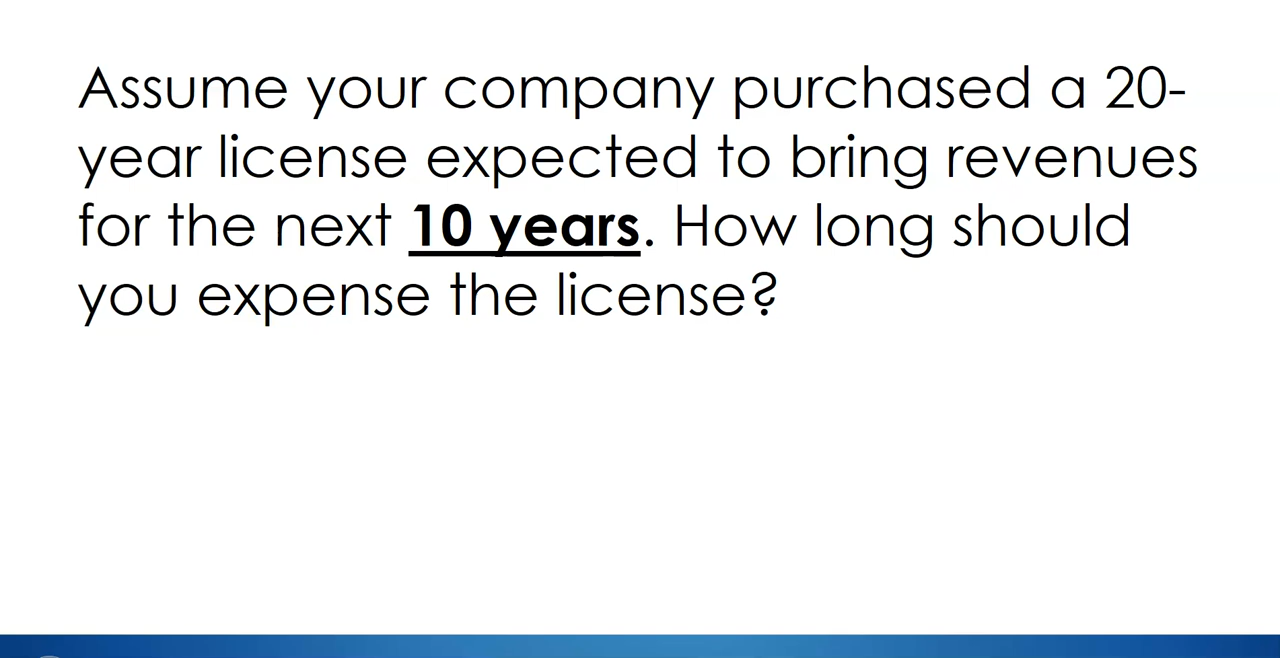 Assume your company purchased a 20-
year license expected to bring revenues
for the next 10 years. How long should
you expense the license?